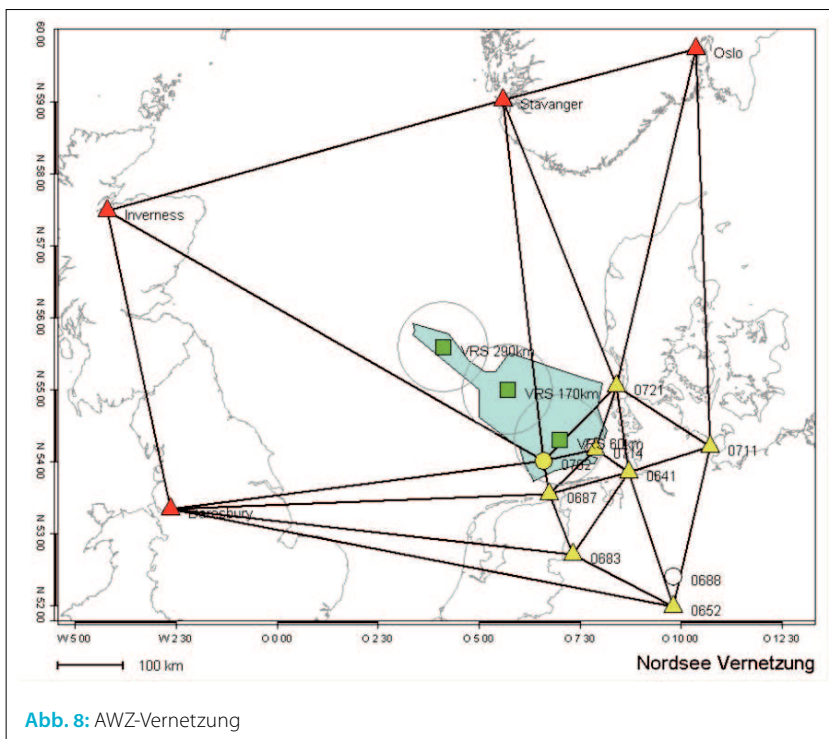 N 60 00
Oslo
N 59 00
Stavanger
N 58 00
Inverness
N 57 00
N 56 00
VRS 290km
N 55 00
VRS 170km
0721
VRS 60km
0714
0711
N 54 00
0702
0641
0687
Daresbury
N 53 00
0683
0688
N 52 00
0652
W 5 00
W 2 30
O 0 00
O 2 30
O 5 00
O 7 30
O 10 00
O 12 30
100 km
Nordsee Vernetzung
Abb. 8: AWZ-Vernetzung